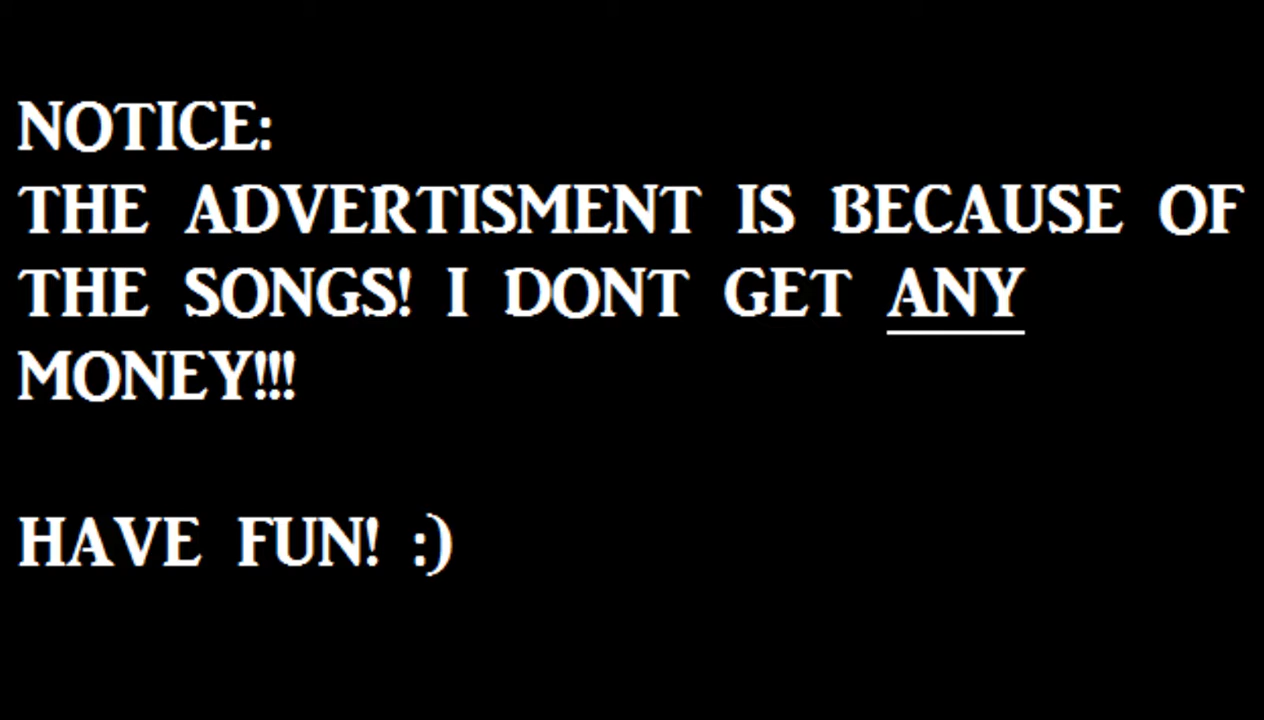 NOTICE:
THE ADVERTISMENT IS BECAUSE OF
THE SONGS! I DONT GET ANY
MONEY!!!
HAVE FUN! :)